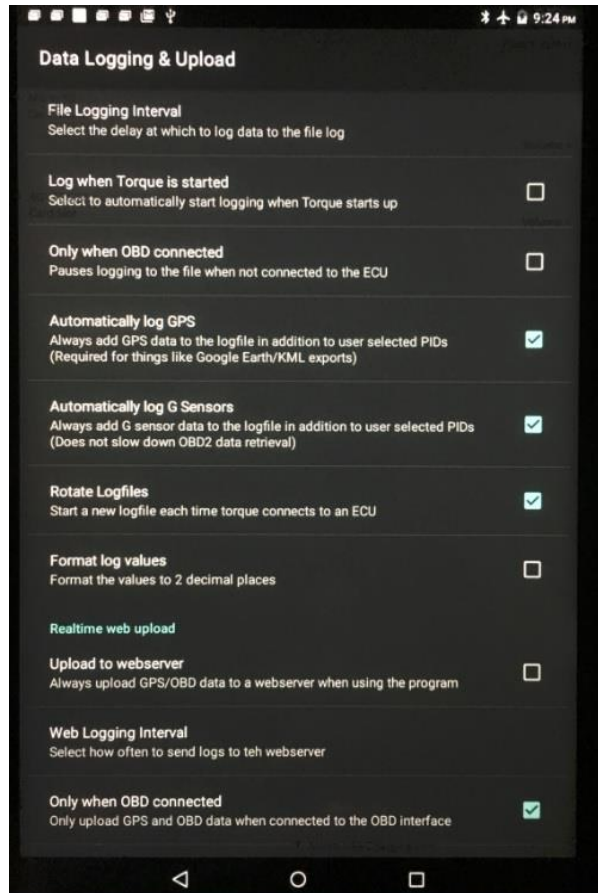 9:24 PM
Data Logging & Upload
File Logging Interval
Select the delay at which to log data to the file log
Log when Torque is started
Select to automatically start logging when Torque starts up
Only when OBD connected
Pauses logging to the file when not connected to the ECU
Automatically log GPS
Always add GPS data to the logfile in addition to user selected PIDs
(Required for things like Google Earth/KML exports)
Automatically log G Sensors
Always add G sensor data to the logfile in addition to user selected PIDs
(Does not slow down OBD2 data retrieval)
Rotate Logfiles
Start a new logfile each time torque connects to an ECU
Format log values
Format the values to 2 decimal places
Realtime web upload
Upload to webserver
Always upload GPS/OBD data to a webserver when using the program
Web Logging Interval
Select how often to send logs to teh webserver
Only when OBD connected
Only upload GPS and OBD data when connected to the OBD interface